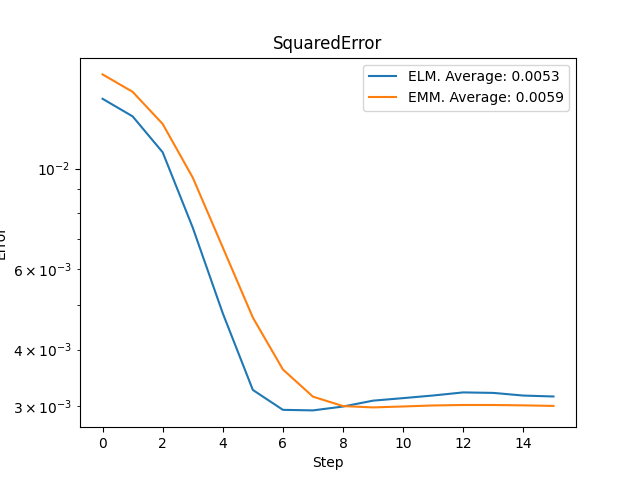 SquaredError
ELM. Average: 0.0053
EMM. Average: 0.0059
Error
10⁻²
6 × 10⁻³
4 × 10⁻³
3 × 10⁻³
0 2 4 6 8 10 12 14
Step